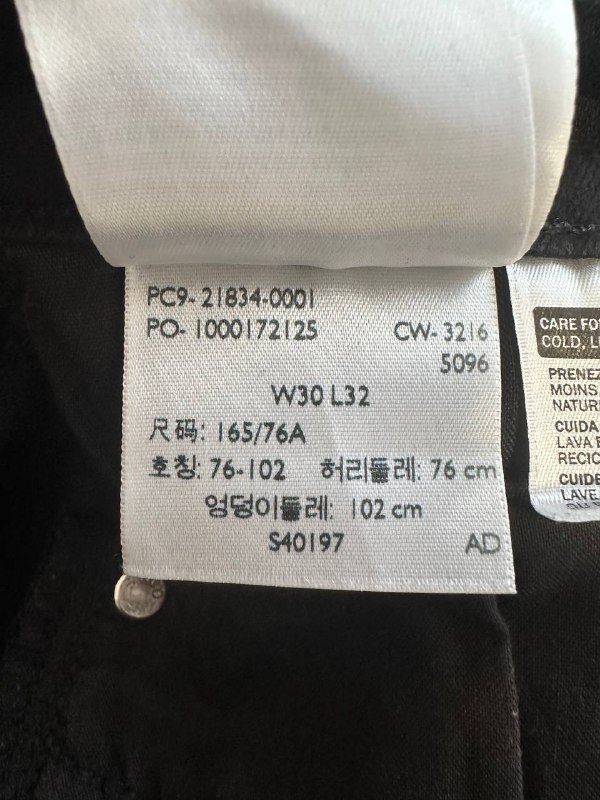 PC9- 21834-0001
PO- 1000172125 CW- 3216
5096
W30 L32
尺码: 165/76A
호칭: 76-102 허리둘레: 76 cm
엉덩이둘레: 102 cm
S40197 AD
CARE FO
COLD, L
PRENEZ
MOINS
NATUR
CUIDA
LAVA
RECIC
CUIDE
LAVE